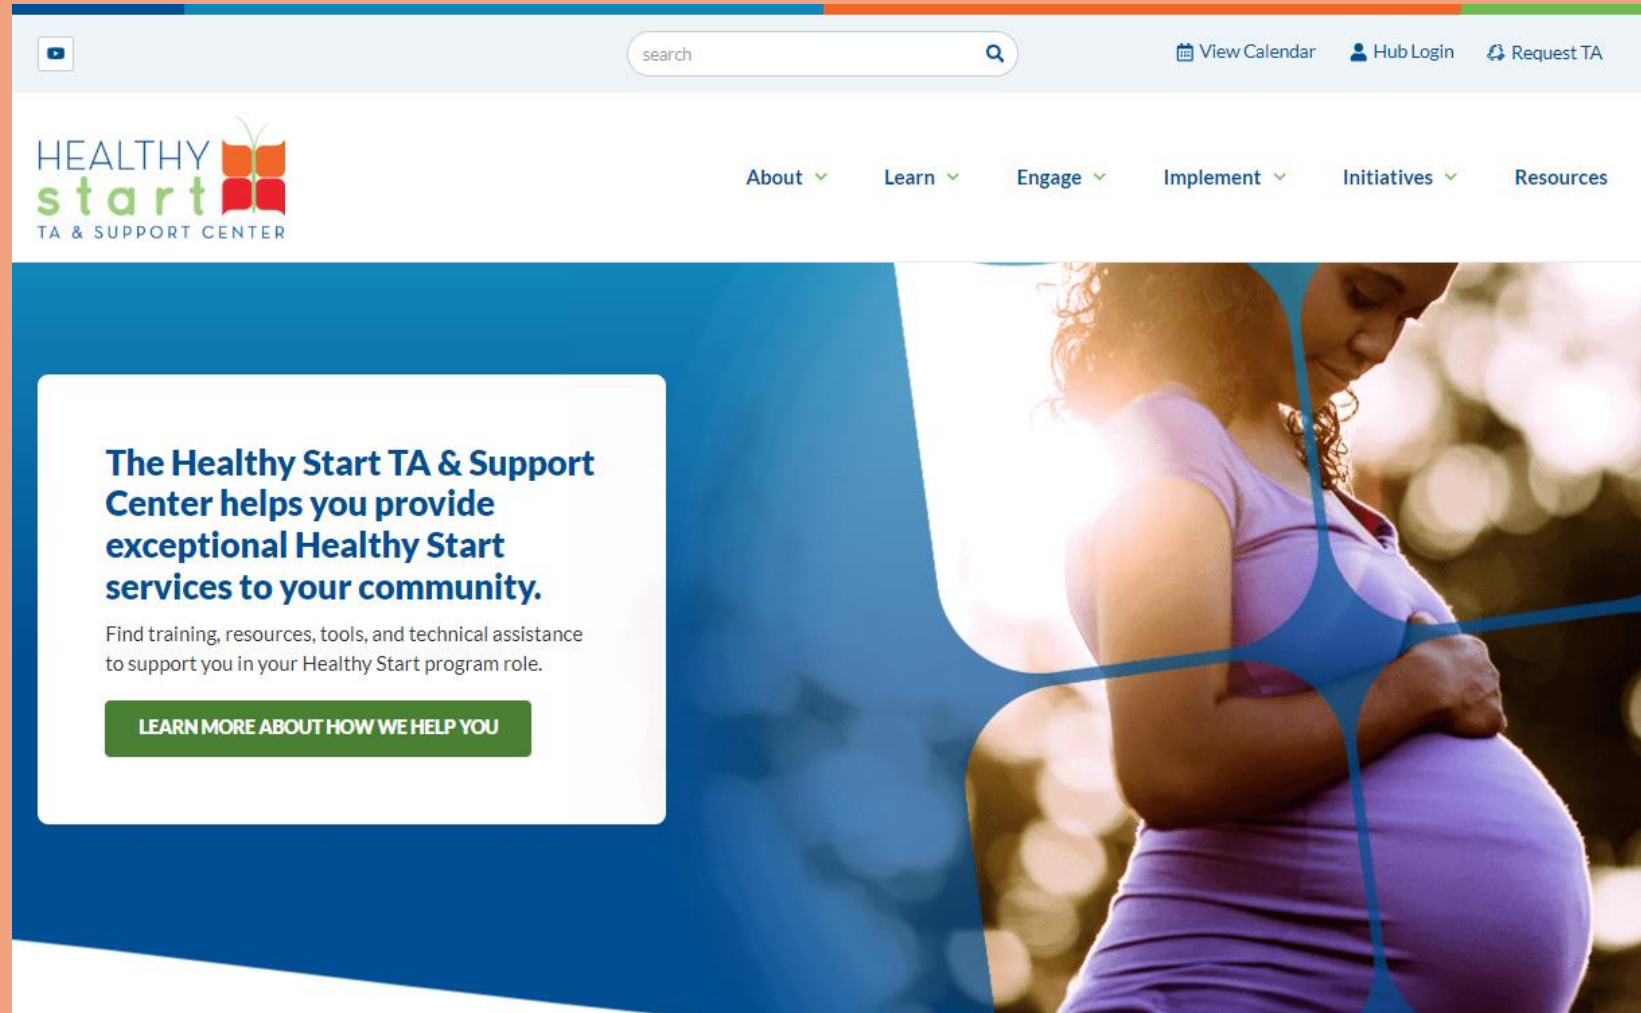 search
View Calendar
Hub Login
Request TA
HEALTHY
start
TA & SUPPORT CENTER
About
Learn
Engage
Implement
Initiatives
Resources
The Healthy Start TA & Support
Center helps you provide
exceptional Healthy Start
services to your community.
Find training, resources, tools, and technical assistance
to support you in your Healthy Start program role.
LEARN MORE ABOUT HOW WE HELP YOU